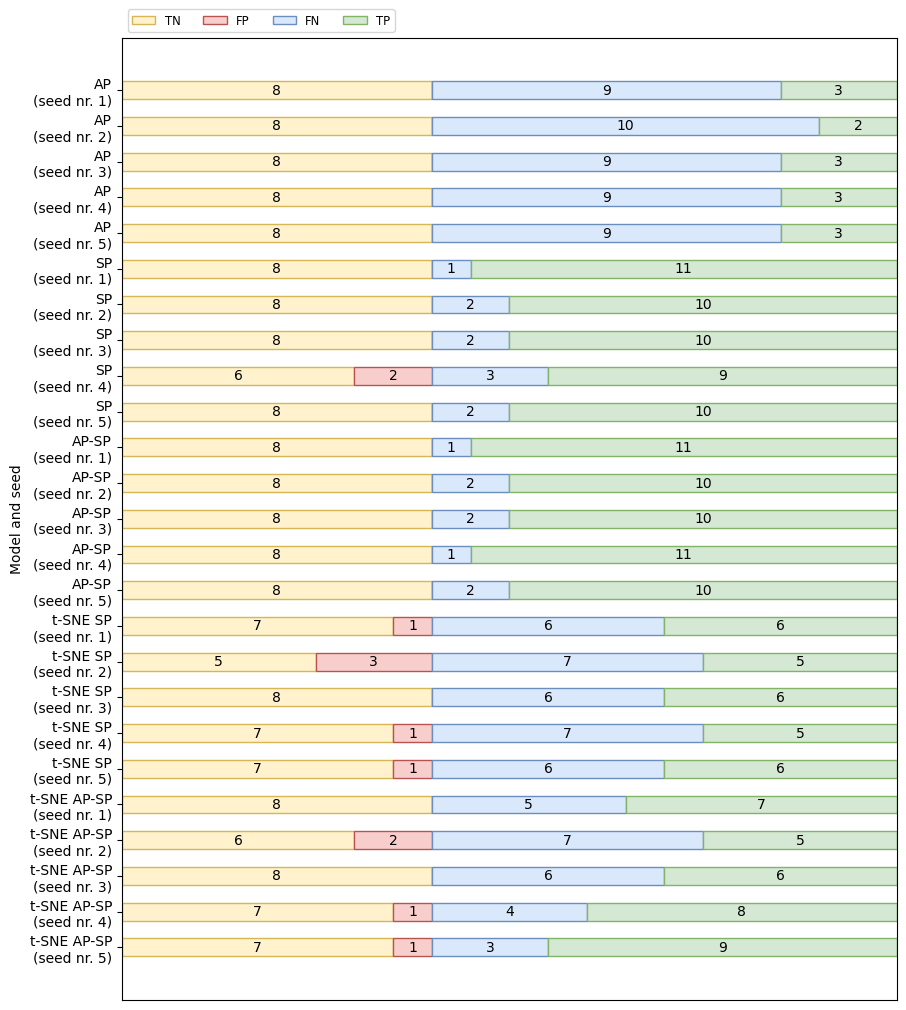 TN FP FN TP
AP
(seed nr. 1)
8 9 3
AP
(seed nr. 2)
8 10 2
AP
(seed nr. 3)
8 9 3
AP
(seed nr. 4)
8 9 3
AP
(seed nr. 5)
8 9 3
SP
(seed nr. 1)
8 1 11
SP
(seed nr. 2)
8 2 10
SP
(seed nr. 3)
8 2 10
SP
(seed nr. 4)
6 2 3 9
SP
(seed nr. 5)
8 2 10
AP-SP
(seed nr. 1)
8 1 11
AP-SP
(seed nr. 2)
8 2 10
AP-SP
(seed nr. 3)
8 2 10
AP-SP
(seed nr. 4)
8 1 11
AP-SP
(seed nr. 5)
8 2 10
t-SNE SP
(seed nr. 1)
7 1 6 6
t-SNE SP
(seed nr. 2)
5 3 7 5
t-SNE SP
(seed nr. 3)
8 6 6
t-SNE SP
(seed nr. 4)
7 1 7 5
t-SNE SP
(seed nr. 5)
7 1 6 6
t-SNE AP-SP
(seed nr. 1)
8 5 7
t-SNE AP-SP
(seed nr. 2)
6 2 7 5
t-SNE AP-SP
(seed nr. 3)
8 6 6
t-SNE AP-SP
(seed nr. 4)
7 1 4 8
t-SNE AP-SP
(seed nr. 5)
7 1 3 9
Model and seed